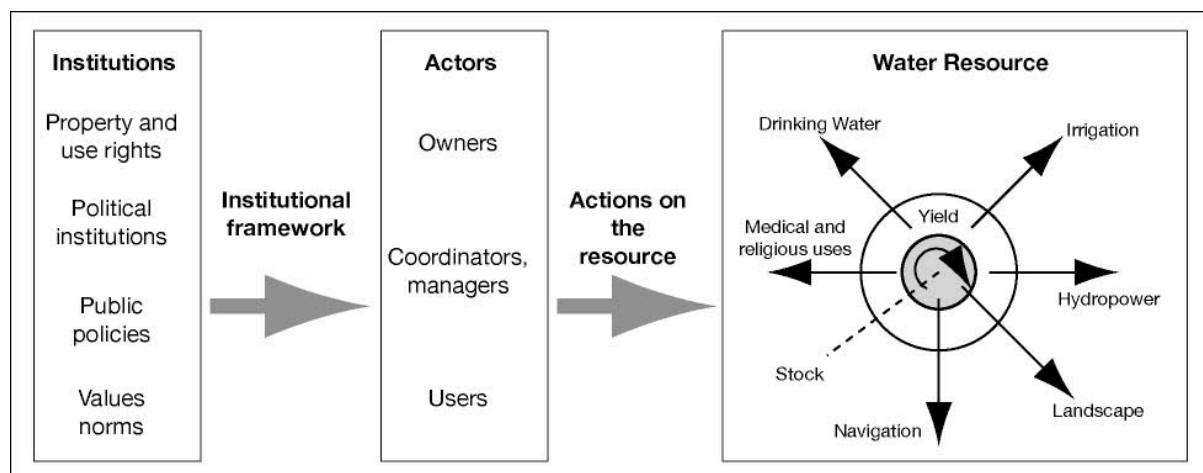 Institutions
Property and
use rights
Political
institutions
Public
policies
Values
norms
Institutional
framework
Actors
Owners
Coordinators,
managers
Users
Actions on
the
resource
Water Resource
Drinking Water
Irrigation
Yield
Medical and
religious uses
Hydropower
Stock
Landscape
Navigation